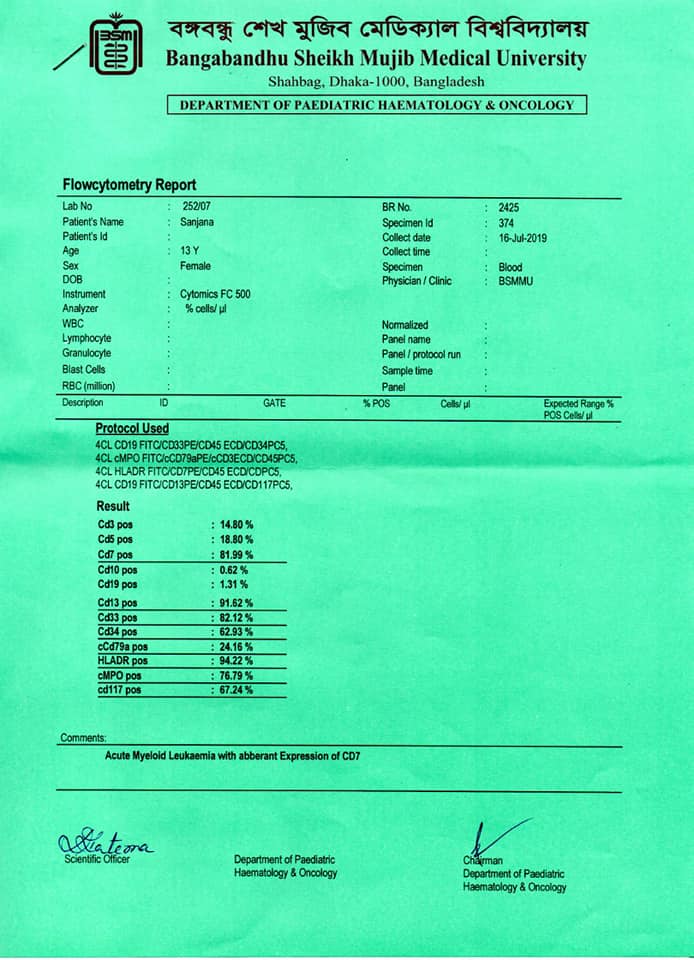 BSM
বঙ্গবন্ধু শেখ মুজিব মেডিক্যাল বিশ্ববিদ্যালয়
Bangabandhu Sheikh Mujib Medical University
Shahbag, Dhaka-1000, Bangladesh
DEPARTMENT OF PAEDIATRIC HAEMATOLOGY & ONCOLOGY
Flowcytometry Report
Lab No : 252/07 BR No. : 2425
Patient's Name : Sanjana Specimen Id : 374
Patient's Id : Collect date : 16-Jul-2019
Age : 13 Y Collect time :
Sex Female Specimen : Blood
DOB : Physician / Clinic : BSMMU
Instrument : Cytomics FC 500
Analyzer : % cells/ µl
WBC : Normalized :
Lymphocyte : Panel name :
Granulocyte : Panel / protocol run :
Blast Cells : Sample time :
RBC (million) : Panel :
Description ID GATE % POS Cells/ µl Expected Range %
POS Cells/ µl
Protocol Used
4CL CD19 FITC/CD33PE/CD45 ECD/CD34PC5,
4CL cMPO FITC/cCD79aPE/cCD3ECD/CD45PC5,
4CL HLADR FITC/CD7PE/CD45 ECD/CDPC5,
4CL CD19 FITC/CD13PE/CD45 ECD/CD117PC5,
Result
Cd3 pos : 14.80 %
Cd5 pos : 18.80 %
Cd7 pos : 81.99 %
Cd10 pos : 0.62 %
Cd19 pos : 1.31 %
Cd13 pos : 91.62 %
Cd33 pos : 82.12 %
Cd34 pos : 62.93 %
cCd79a pos : 24.16 %
HLADR pos : 94.22 %
cMPO pos : 76.79 %
cd117 pos : 67.24 %
Comments:
Acute Myeloid Leukaemia with abberant Expression of CD7
Scientific Officer
Department of Paediatric
Haematology & Oncology
Chairman
Department of Paediatric
Haematology & Oncology